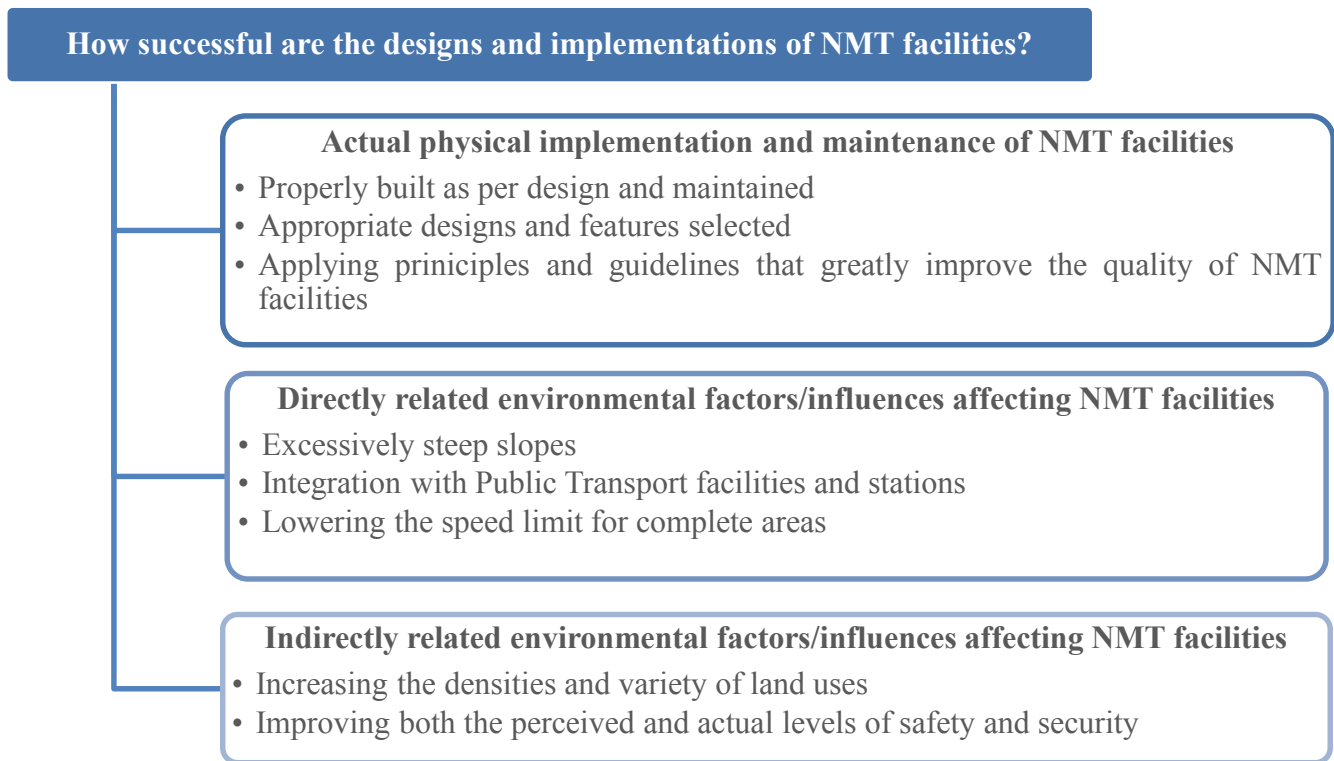 How successful are the designs and implementations of NMT facilities?
Actual physical implementation and maintenance of NMT facilities
• Properly built as per design and maintained
• Appropriate designs and features selected
• Applying priniciples and guidelines that greatly improve the quality of NMT
facilities
Directly related environmental factors/influences affecting NMT facilities
• Excessively steep slopes
• Integration with Public Transport facilities and stations
• Lowering the speed limit for complete areas
Indirectly related environmental factors/influences affecting NMT facilities
• Increasing the densities and variety of land uses
• Improving both the perceived and actual levels of safety and security